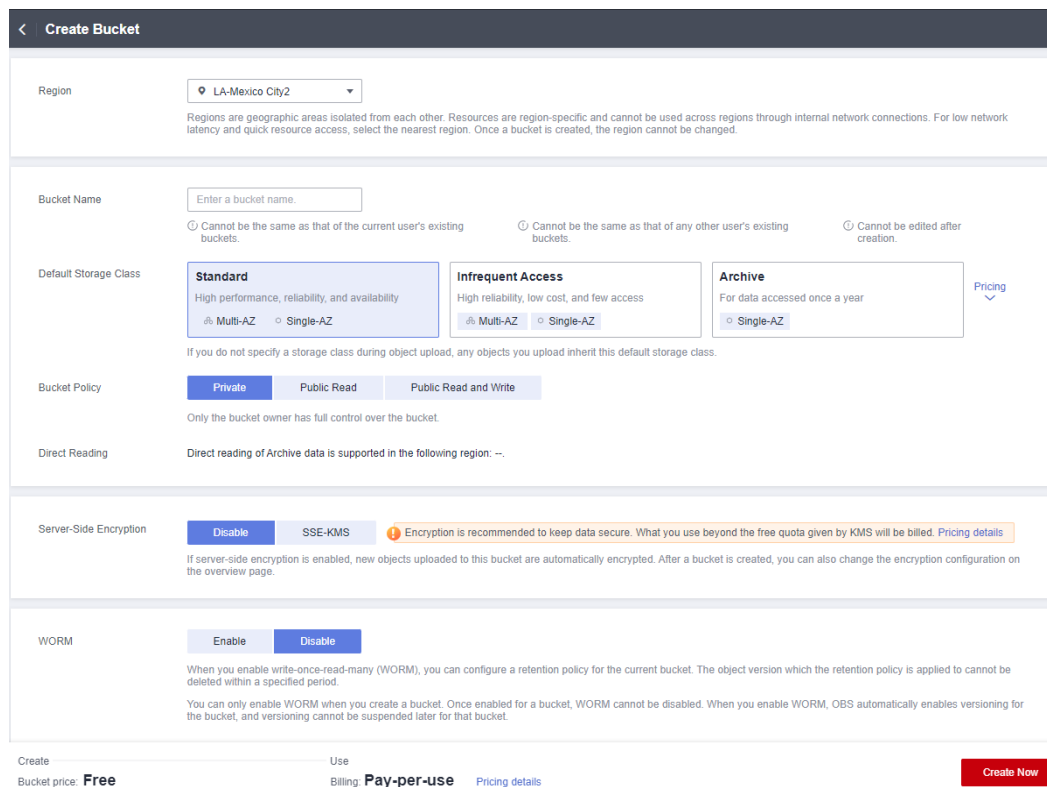 Create Bucket
Region
LA-Mexico City2
Regions are geographic areas isolated from each other. Resources are region-specific and cannot be used across regions through internal network connections. For low network
latency and quick resource access, select the nearest region. Once a bucket is created, the region cannot be changed.
Bucket Name
Enter a bucket name.
Cannot be the same as that of the current user's existing
buckets.
Cannot be the same as that of any other user's existing
buckets.
Cannot be edited after
creation.
Default Storage Class
Standard
High performance, reliability, and availability
Multi-AZ
Single-AZ
Infrequent Access
High reliability, low cost, and few access
Multi-AZ
Single-AZ
Archive
For data accessed once a year
Single-AZ
Pricing
If you do not specify a storage class during object upload, any objects you upload inherit this default storage class.
Bucket Policy
Private
Public Read
Public Read and Write
Only the bucket owner has full control over the bucket.
Direct Reading
Direct reading of Archive data is supported in the following region: --.
Server-Side Encryption
Disable
SSE-KMS
Encryption is recommended to keep data secure. What you use beyond the free quota given by KMS will be billed. Pricing details
If server-side encryption is enabled, new objects uploaded to this bucket are automatically encrypted. After a bucket is created, you can also change the encryption configuration on
the overview page.
WORM
Enable
Disable
When you enable write-once-read-many (WORM), you can configure a retention policy for the current bucket. The object version which the retention policy is applied to cannot be
deleted within a specified period.
You can only enable WORM when you create a bucket. Once enabled for a bucket, WORM cannot be disabled. When you enable WORM, OBS automatically enables versioning for
the bucket, and versioning cannot be suspended later for that bucket.
Create
Bucket price: Free
Use
Billing: Pay-per-use
Pricing details
Create Now